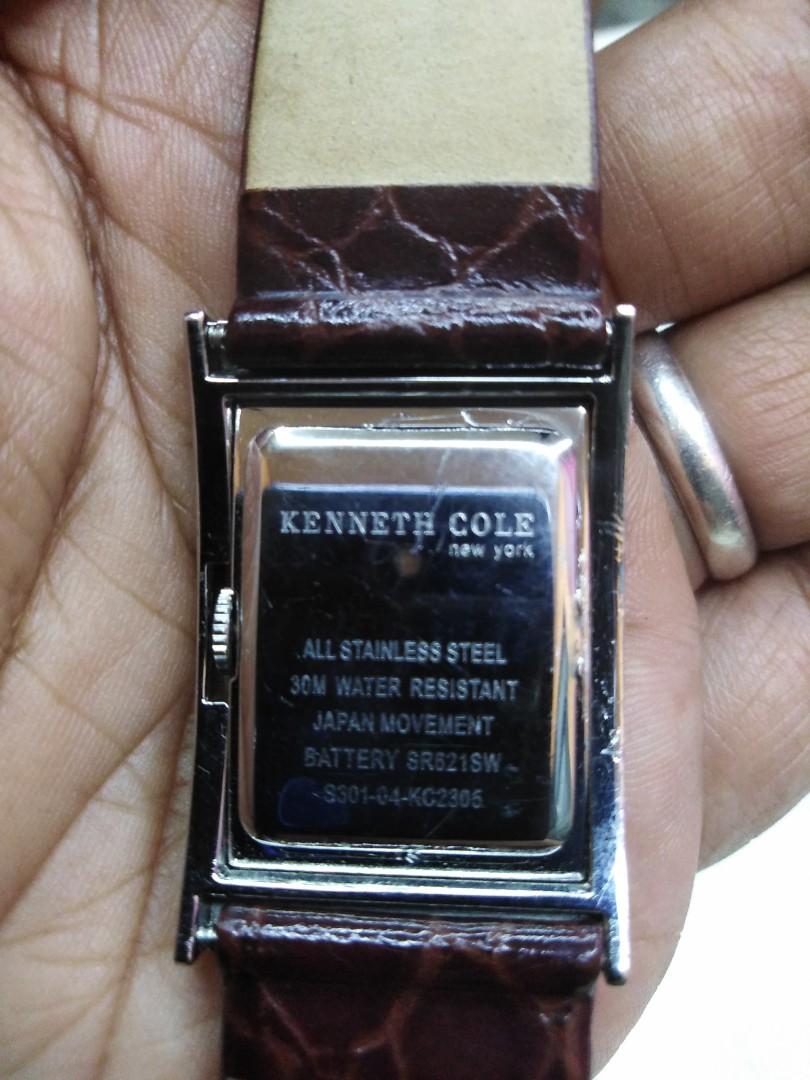 KENNETH COLE
new york
ALL STAINLESS STEEL
30M WATER RESISTANT
JAPAN MOVEMENT
BATTERY SR621SW
S301-04-KC2305